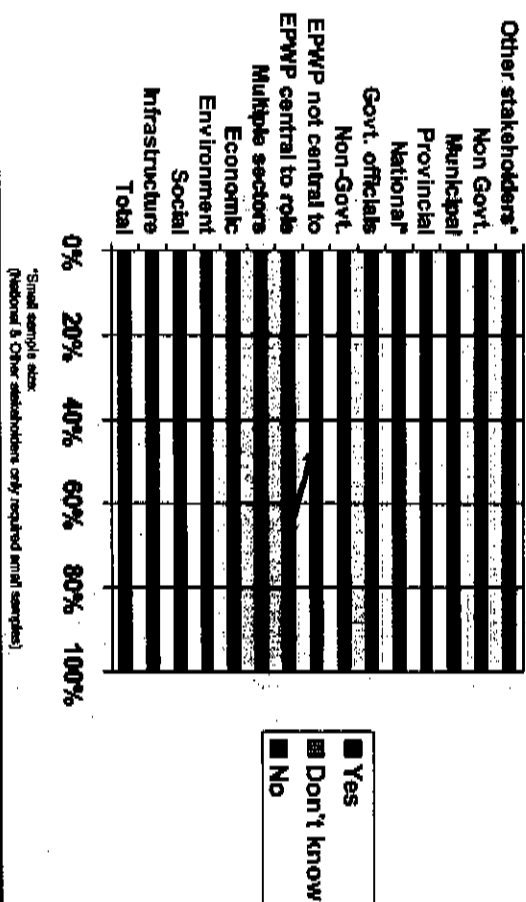 Other stakeholders*
Non Govt.
Municipal
Provincial
National*
Govt. officials
Non-Govt.
EPWP not central to
EPWP central to role
Multiple sectors
Economic
Environment
Social
Infrastructure
Total
0%
20%
40%
60%
80%
100%
Yes
Don't know
No
*Small sample sizes
(National & Other stakeholders only required small samples).